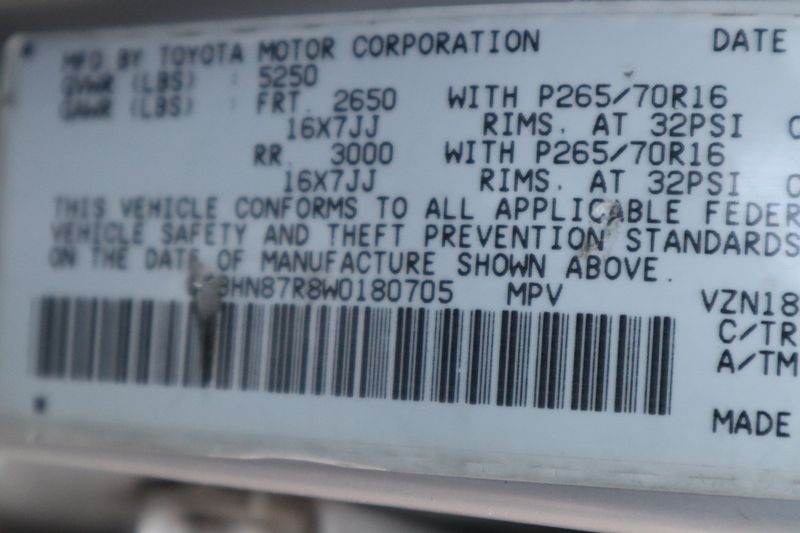 MFD BY TOYOTA MOTOR CORPORATION DATE
GVWR (LBS) : 5250
GAWR (LBS) : FRT. 2650 WITH P265/70R16
16X7JJ RIMS. AT 32PSI
RR. 3000 WITH P265/70R16
16X7JJ RIMS. AT 32PSI
THIS VEHICLE CONFORMS TO ALL APPLICABLE FEDER
VEHICLE SAFETY AND THEFT PREVENTION STANDARDS
ON THE DATE OF MANUFACTURE SHOWN ABOVE.
HN87R8W0180705 MPV VZN18
C/TR
A/TM
MADE